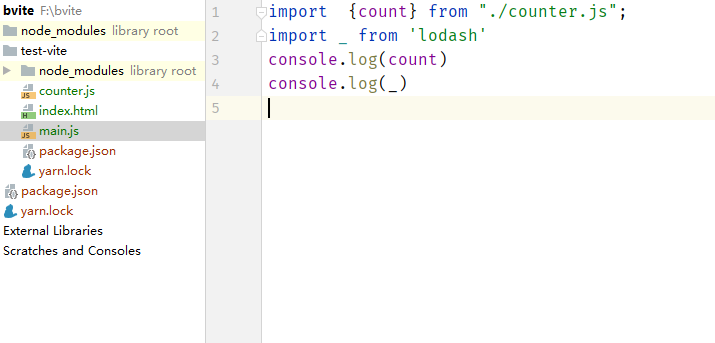 bvite F:\bvite
node_modules library root
test-vite
node_modules library root
counter.js
index.html
main.js
package.json
yarn.lock
package.json
yarn.lock
External Libraries
Scratches and Consoles
1 import  {count} from "./counter.js";
2 import _ from 'lodash'
3 console.log(count)
4 console.log(_)
5